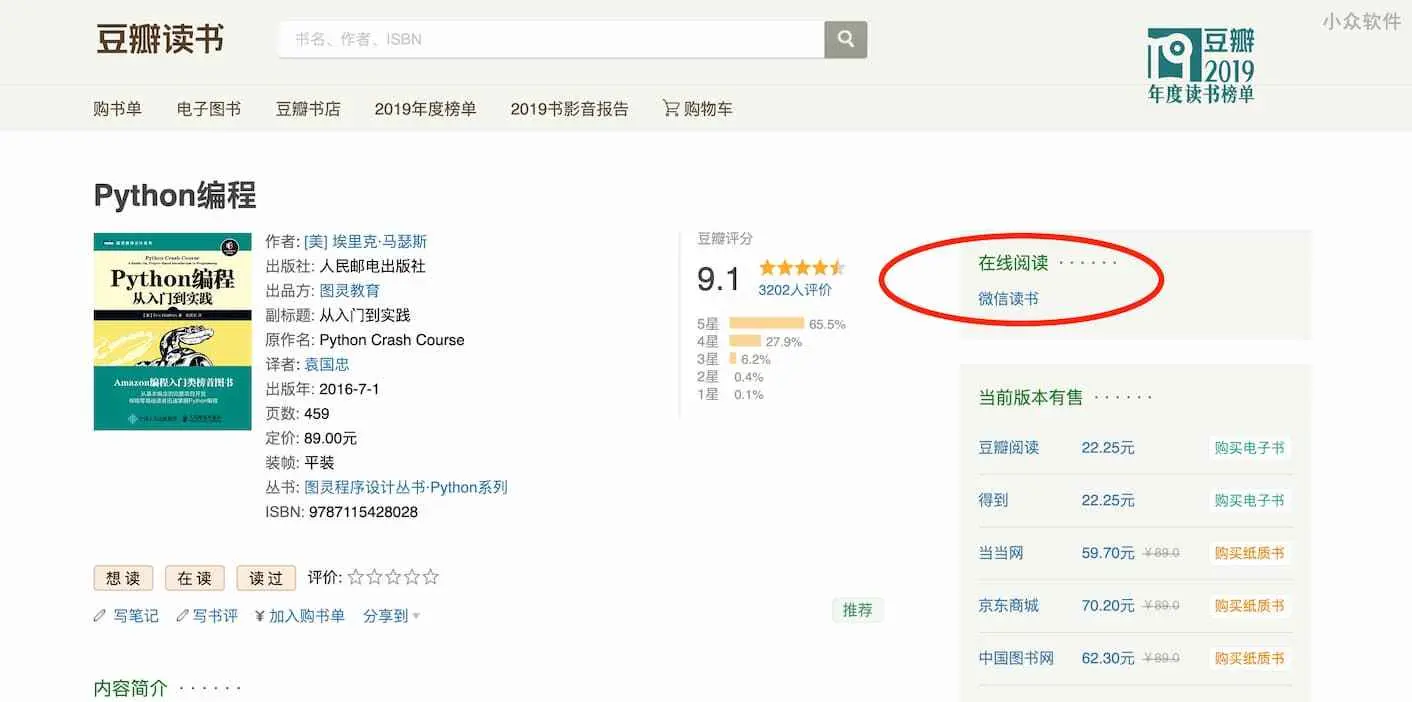 小众软件
豆瓣读书
书名、作者、ISBN
豆瓣
2019
年度读书榜单
购书单 电子图书 豆瓣书店 2019年度榜单 2019书影音报告 购物车
Python编程
Python Crash Course
Python编程
从入门到实践
Amazon编程入门类榜首图书
作者: [美] 埃里克·马瑟斯
出版社: 人民邮电出版社
出品方: 图灵教育
副标题: 从入门到实践
原作名: Python Crash Course
译者: 袁国忠
出版年: 2016-7-1
页数: 459
定价: 89.00元
装帧: 平装
丛书: 图灵程序设计丛书·Python系列
ISBN: 9787115428028
豆瓣评分
9.1
3202人评价
5星 65.5%
4星 27.9%
3星 6.2%
2星 0.4%
1星 0.1%
想读 在读 读过 评价:
写笔记 写书评 ¥加入购书单 分享到
推荐
内容简介 · · · · · ·
在线阅读 · · · · · ·
微信读书
当前版本有售 · · · · · ·
豆瓣阅读 22.25元 购买电子书
得到 22.25元 购买电子书
当当网 59.70元 ¥89.0 购买纸质书
京东商城 70.20元 ¥89.0 购买纸质书
中国图书网 62.30元 ¥89.0 购买纸质书